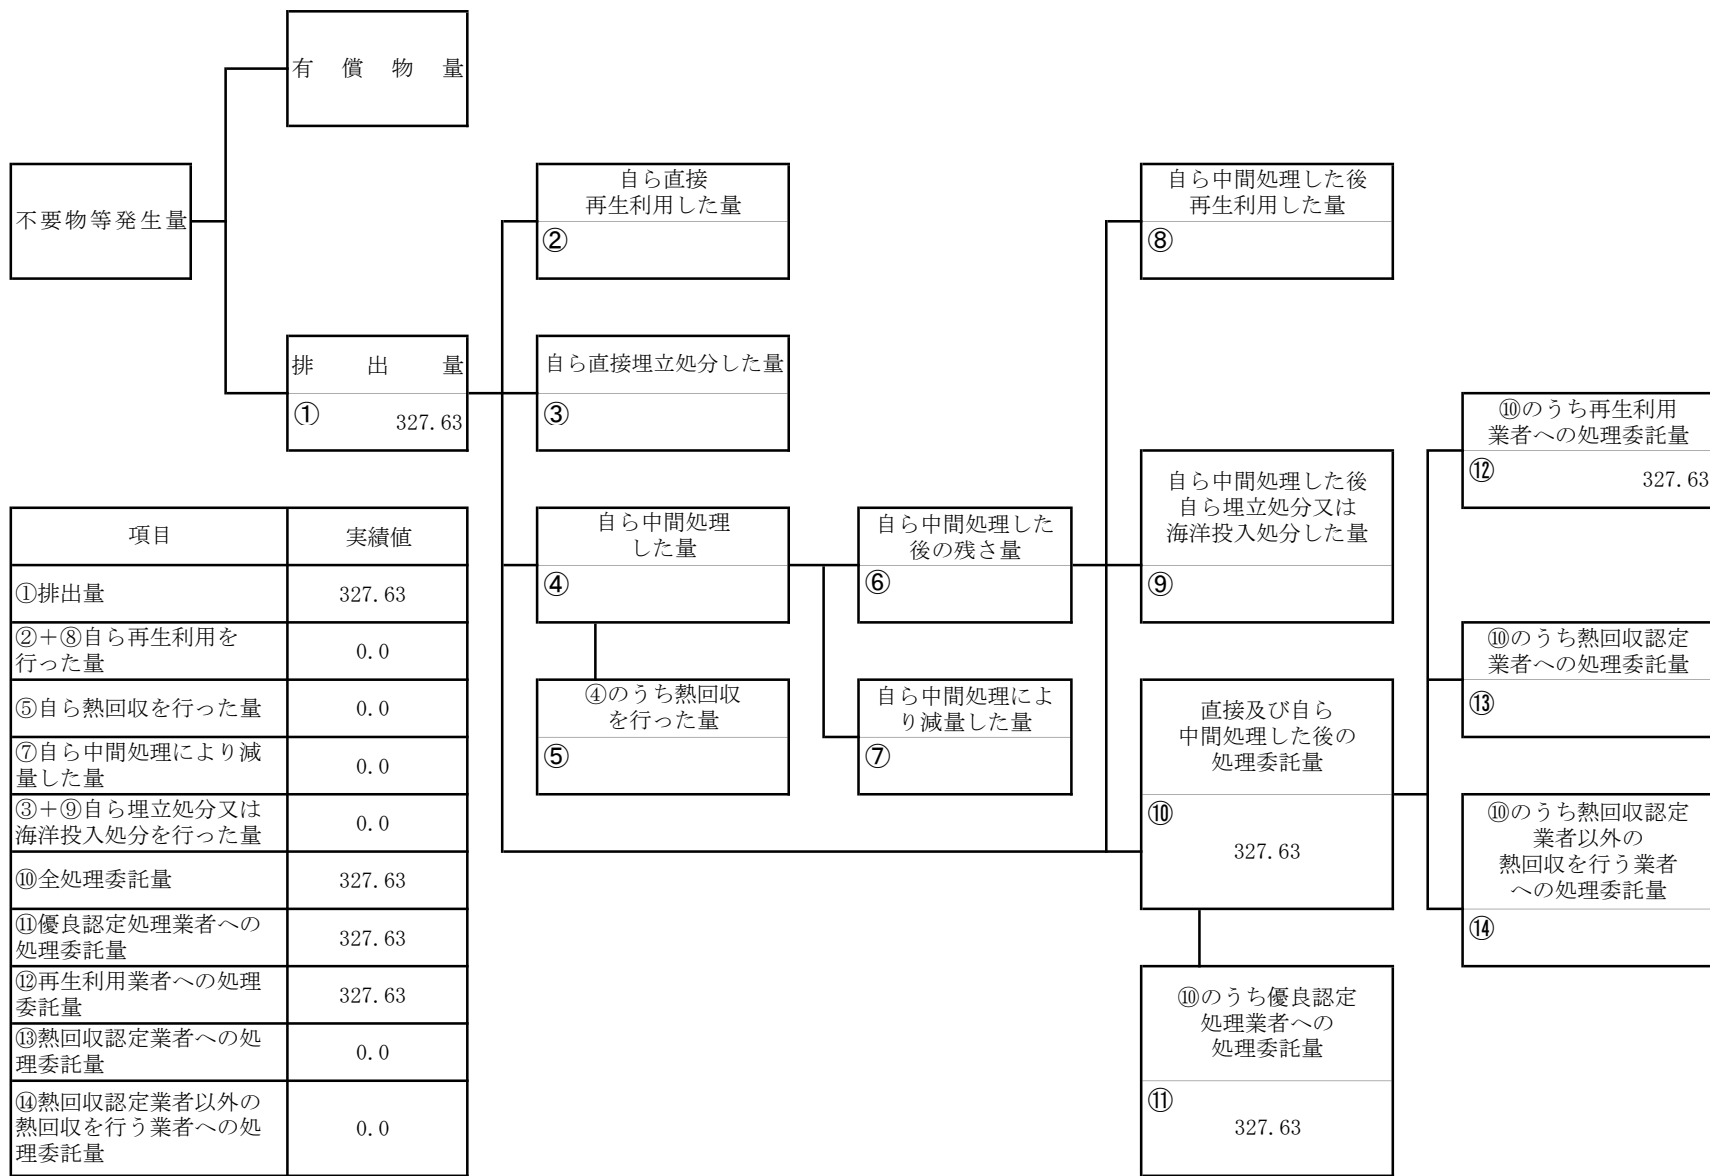 有償物量
不要物等発生量
排出量
① 327.63
自ら直接
再生利用した量
②
自ら直接埋立処分した量
③
自ら中間処理
した量
④
④のうち熱回収
を行った量
⑤
自ら中間処理した
後の残さ量
⑥
自ら中間処理によ
り減量した量
⑦
自ら中間処理した後
再生利用した量
⑧
自ら中間処理した後
自ら埋立処分又は
海洋投入処分した量
⑨
直接及び自ら
中間処理した後の
処理委託量
⑩
327.63
⑩のうち優良認定
処理業者への
処理委託量
⑪
327.63
⑩のうち再生利用
業者への処理委託量
⑫ 327.63
⑩のうち熱回収認定
業者への処理委託量
⑬
⑩のうち熱回収認定
業者以外の
熱回収を行う業者
への処理委託量
⑭
項目 実績値
①排出量 327.63
②+⑧自ら再生利用を
行った量 0.0
⑤自ら熱回収を行った量 0.0
⑦自ら中間処理により減
量した量 0.0
③+⑨自ら埋立処分又は
海洋投入処分を行った量 0.0
⑩全処理委託量 327.63
⑪優良認定処理業者への
処理委託量 327.63
⑫再生利用業者への処理
委託量 327.63
⑬熱回収認定業者への処
理委託量 0.0
⑭熱回収認定業者以外の
熱回収を行う業者への処
理委託量 0.0